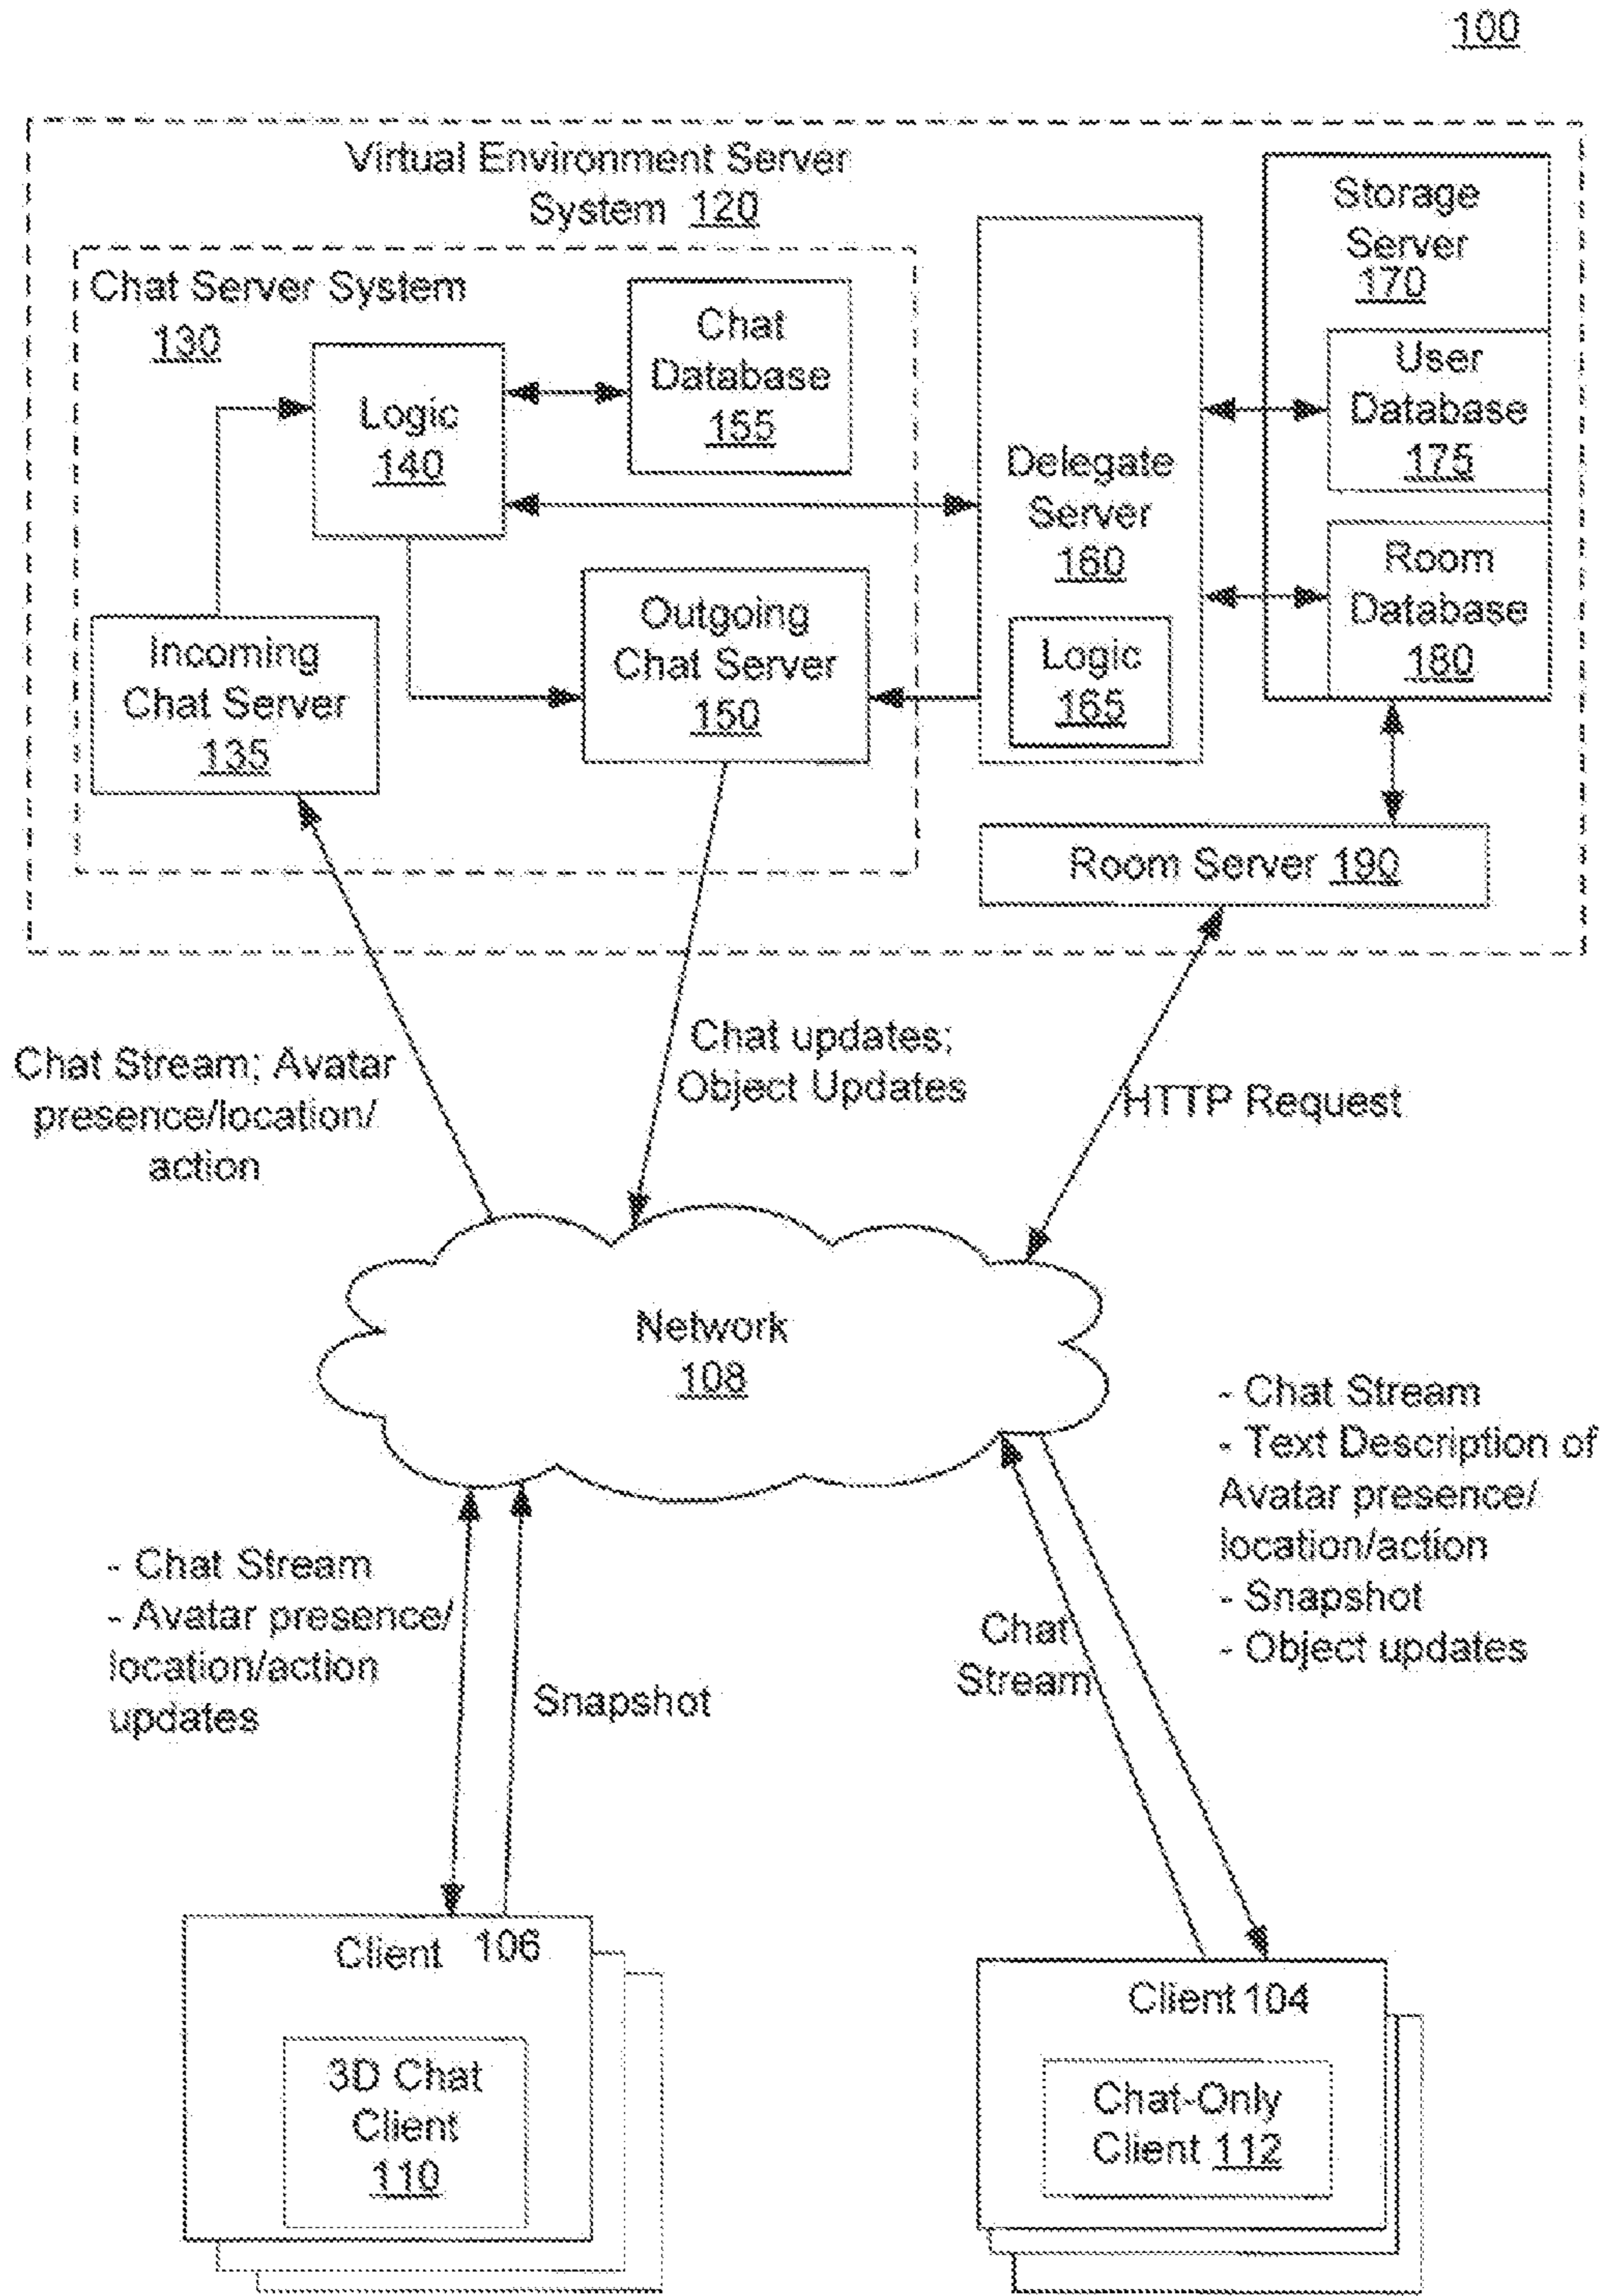 100
Virtual Environment Server
System 120
Chat Server System
130
Logic
140
Chat
Database
155
Delegate
Server
160
Logic
165
Storage
Server
170
User
Database
175
Room
Database
180
Incoming
Chat Server
135
Outgoing
Chat Server
150
Room Server 190
Chat Stream; Avatar
presence/location/
action
Chat updates;
Object Updates
HTTP Request
Network
108
- Chat Stream
- Avatar presence/
location/action
updates
Snapshot
Chat
Stream
- Chat Stream
- Text Description of
Avatar presence/
location/action
- Snapshot
- Object updates
Client 106
3D Chat
Client
110
Client 104
Chat-Only
Client 112